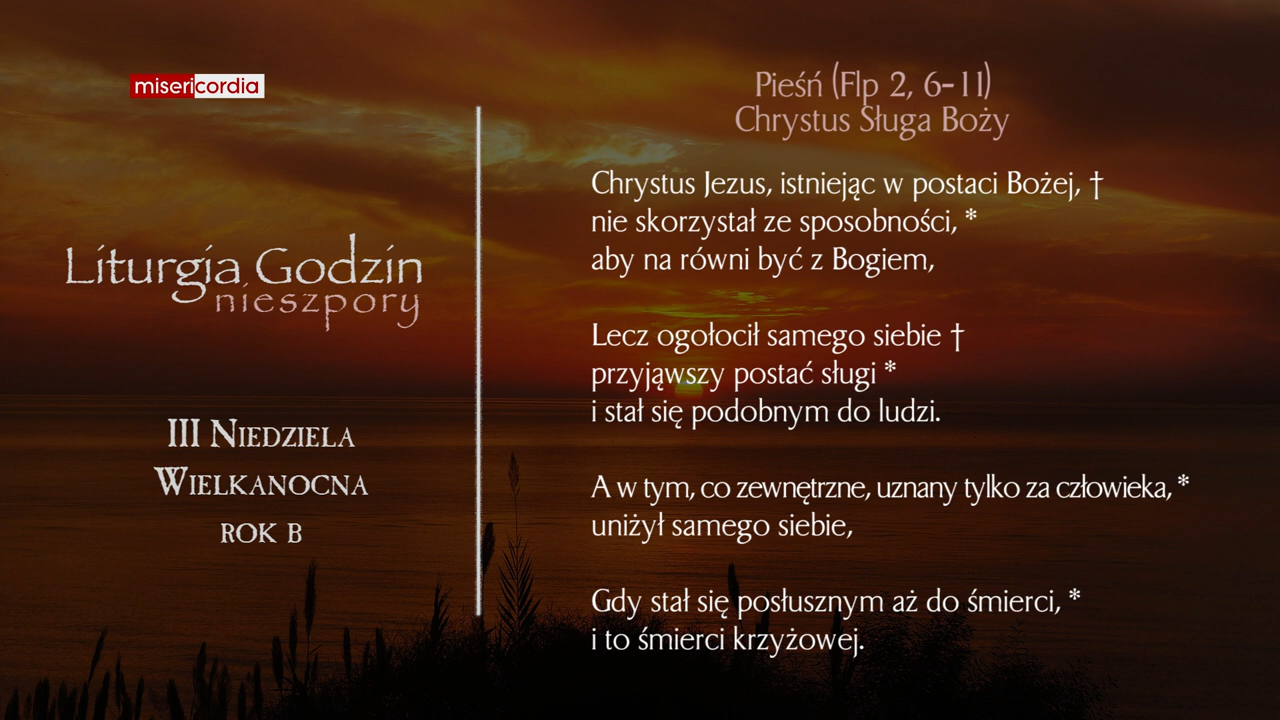 misericordia
Liturgia Godzin
nieszpory
III Niedziela
Wielkanocna
rok B
Pieśń (Flp 2, 6-11)
Chrystus Sługa Boży
Chrystus Jezus, istniejąc w postaci Bożej, †
nie skorzystał ze sposobności, *
aby na równi być z Bogiem,
Lecz ogołocił samego siebie †
przyjąwszy postać sługi *
i stał się podobnym do ludzi.
A w tym, co zewnętrzne, uznany tylko za człowieka, *
uniżył samego siebie,
Gdy stał się posłusznym aż do śmierci, *
i to śmierci krzyżowej.